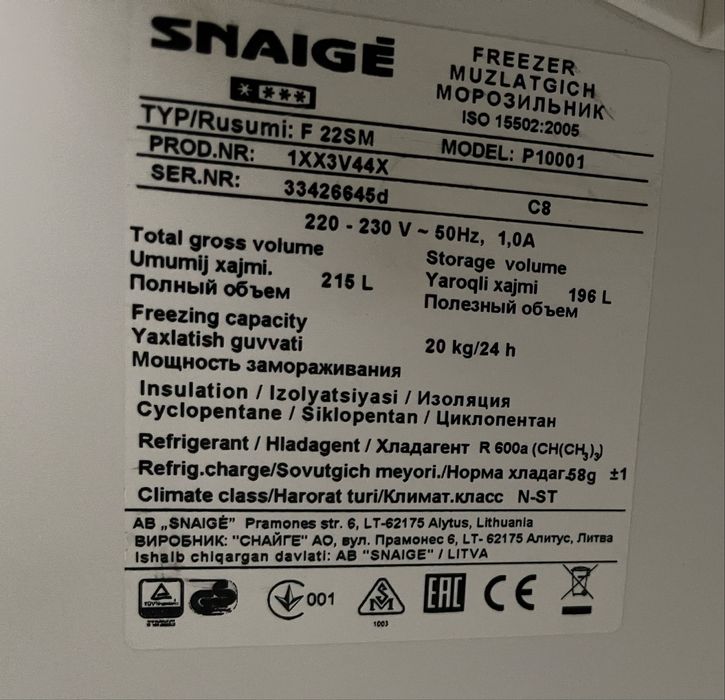 SNAIGĖ
FREEZER
MUZLATGICH
МОРОЗИЛЬНИК
ISO 15502:2005
TYP/Rusumi: F 22SM
MODEL: P10001
PROD.NR: 1XX3V44X
SER.NR: 33426645d
C8
220 - 230 V ~ 50Hz, 1,0A
Total gross volume
Umumij xajmi. 215 L
Полный объем
Storage volume
Yaroqli xajmi 196 L
Полезный объем
Freezing capacity
Yaxlatish guvvati 20 kg/24 h
Мощность замораживания
Insulation / Izolyatsiyasi / Изоляция
Cyclopentane / Siklopentan / Циклопентан
Refrigerant / Hladagent / Хладагент R 600a (CH(CH₃)₃)
Refrig.charge/Sovutgich meyori./Норма хладаг.58g ±1
Climate class/Harorat turi/Климат.класс N-ST
AB „SNAIGĖ” Pramones str. 6, LT-62175 Alytus, Lithuania
ВИРОБНИК: "СНАЙГЕ" АО, вул. Прамонес 6, LT- 62175 Алитус, Литва
Ishalb chiqargan davlati: AB "SNAIGE" / LITVA
001
1003
EAC
CE